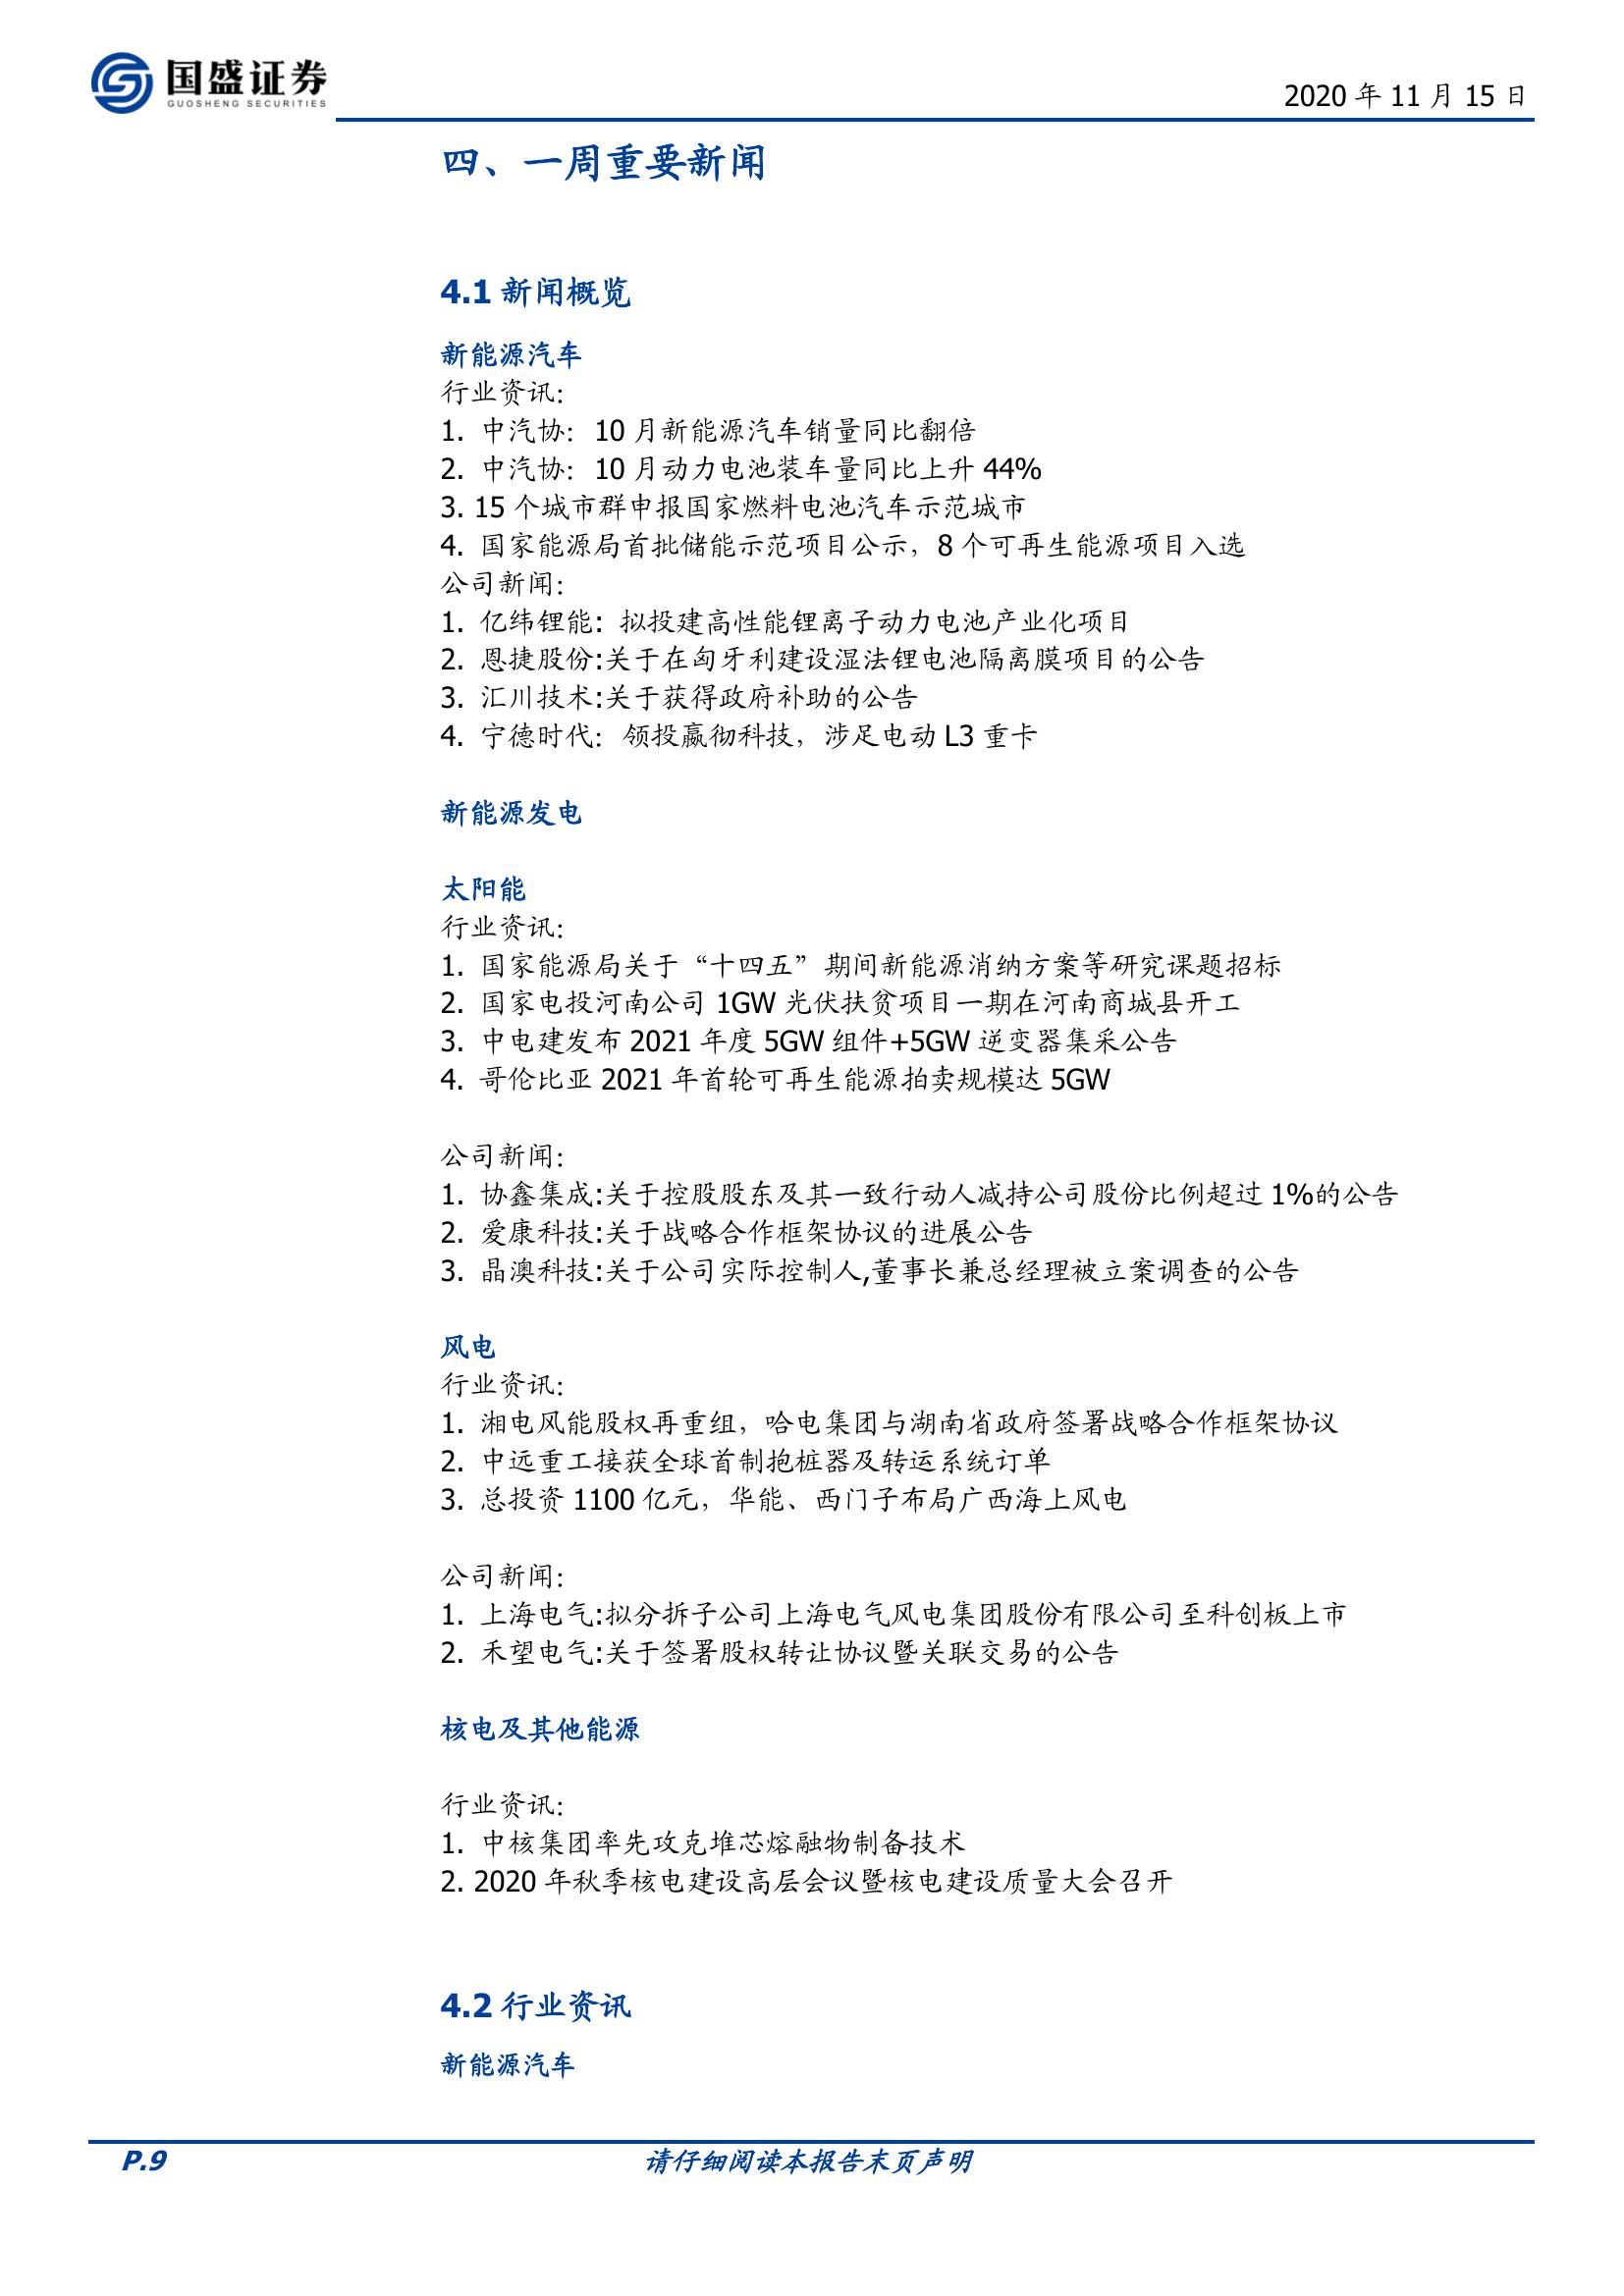 国盛证券
GUOSHENG SECURITIES
2020 年 11 月 15 日
四、一周重要新闻
4.1 新闻概览
新能源汽车
行业资讯：
1. 中汽协：10 月新能源汽车销量同比翻倍
2. 中汽协：10 月动力电池装车量同比上升 44%
3. 15 个城市群申报国家燃料电池汽车示范城市
4. 国家能源局首批储能示范项目公示，8 个可再生能源项目入选
公司新闻：
1. 亿纬锂能：拟投建高性能锂离子动力电池产业化项目
2. 恩捷股份:关于在匈牙利建设湿法锂电池隔离膜项目的公告
3. 汇川技术:关于获得政府补助的公告
4. 宁德时代：领投赢彻科技，涉足电动 L3 重卡
新能源发电
太阳能
行业资讯：
1. 国家能源局关于“十四五”期间新能源消纳方案等研究课题招标
2. 国家电投河南公司 1GW 光伏扶贫项目一期在河南商城县开工
3. 中电建发布 2021 年度 5GW 组件+5GW 逆变器集采公告
4. 哥伦比亚 2021 年首轮可再生能源拍卖规模达 5GW
公司新闻：
1. 协鑫集成:关于控股股东及其一致行动人减持公司股份比例超过 1%的公告
2. 爱康科技:关于战略合作框架协议的进展公告
3. 晶澳科技:关于公司实际控制人,董事长兼总经理被立案调查的公告
风电
行业资讯：
1. 湘电风能股权再重组，哈电集团与湖南省政府签署战略合作框架协议
2. 中远重工接获全球首制抱桩器及转运系统订单
3. 总投资 1100 亿元，华能、西门子布局广西海上风电
公司新闻：
1. 上海电气:拟分拆子公司上海电气风电集团股份有限公司至科创板上市
2. 禾望电气:关于签署股权转让协议暨关联交易的公告
核电及其他能源
行业资讯：
1. 中核集团率先攻克堆芯熔融物制备技术
2. 2020 年秋季核电建设高层会议暨核电建设质量大会召开
4.2 行业资讯
新能源汽车
P.9
请仔细阅读本报告末页声明